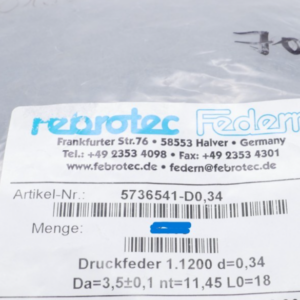 febrotec Federn
Frankfurter Str.76 • 58553 Halver • Germany
Tel.: +49 2353 4098 • Fax: +49 2353 4301
www.febrotec.de • federn@febrotec.de
Artikel-Nr.: 5736541-D0,34
Menge:
Druckfeder 1.1200 d=0,34
Da=3,5±0,1 nt=11,45 L0=18